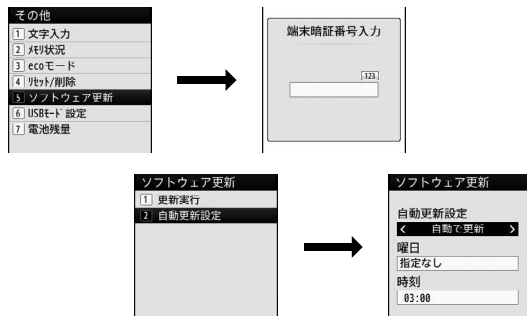 その他
1 文字入力
2 ﾒﾓﾘ状況
3 ecoモード
4 ﾘｾｯﾄ/削除
5 ソフトウェア更新
6 USBﾓｰﾄﾞ設定
7 電池残量
端末暗証番号入力
123
ソフトウェア更新
1 更新実行
2 自動更新設定
ソフトウェア更新
自動更新設定
自動で更新
曜日
指定なし
時刻
03:00